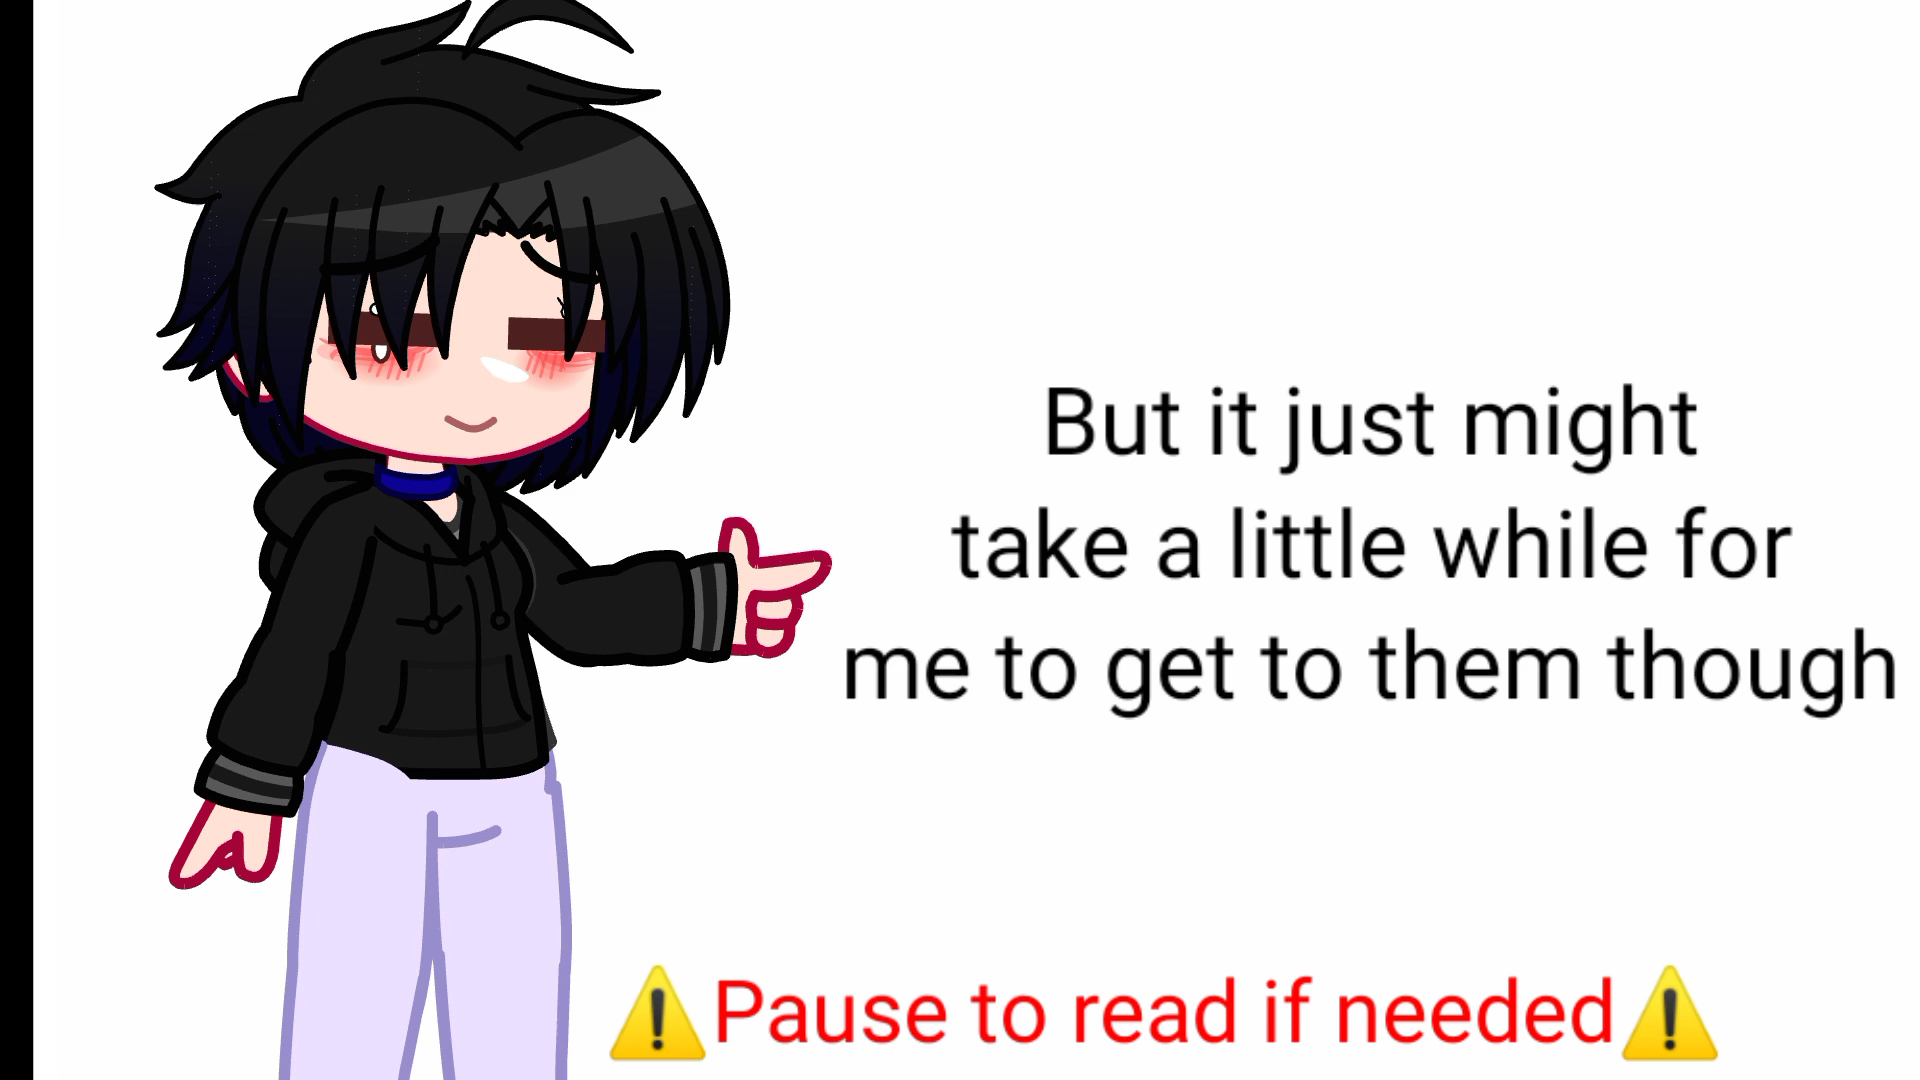 But it just might
take a little while for
me to get to them though
⚠️Pause to read if needed⚠️